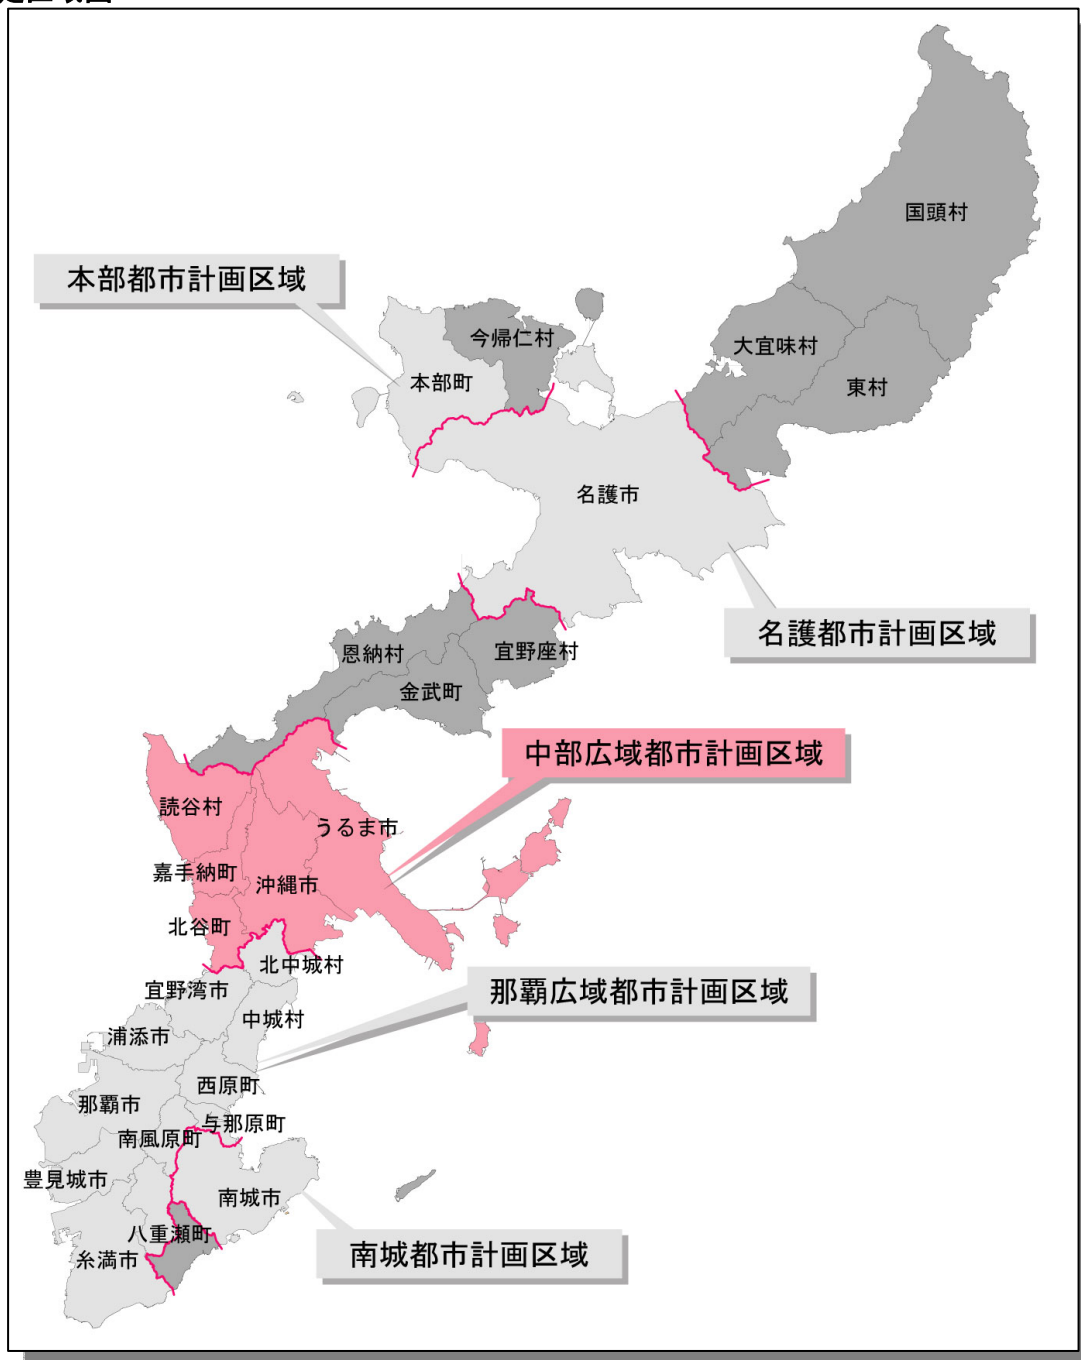 国頭村
本部都市計画区域
今帰仁村
大宜味村
本部町
東村
名護市
名護都市計画区域
恩納村
宜野座村
金武町
中部広域都市計画区域
読谷村
うるま市
嘉手納町
沖縄市
北谷町
北中城村
宜野湾市
那覇広域都市計画区域
中城村
浦添市
西原町
那覇市
与那原町
南風原町
豊見城市
南城市
八重瀬町
糸満市
南城都市計画区域